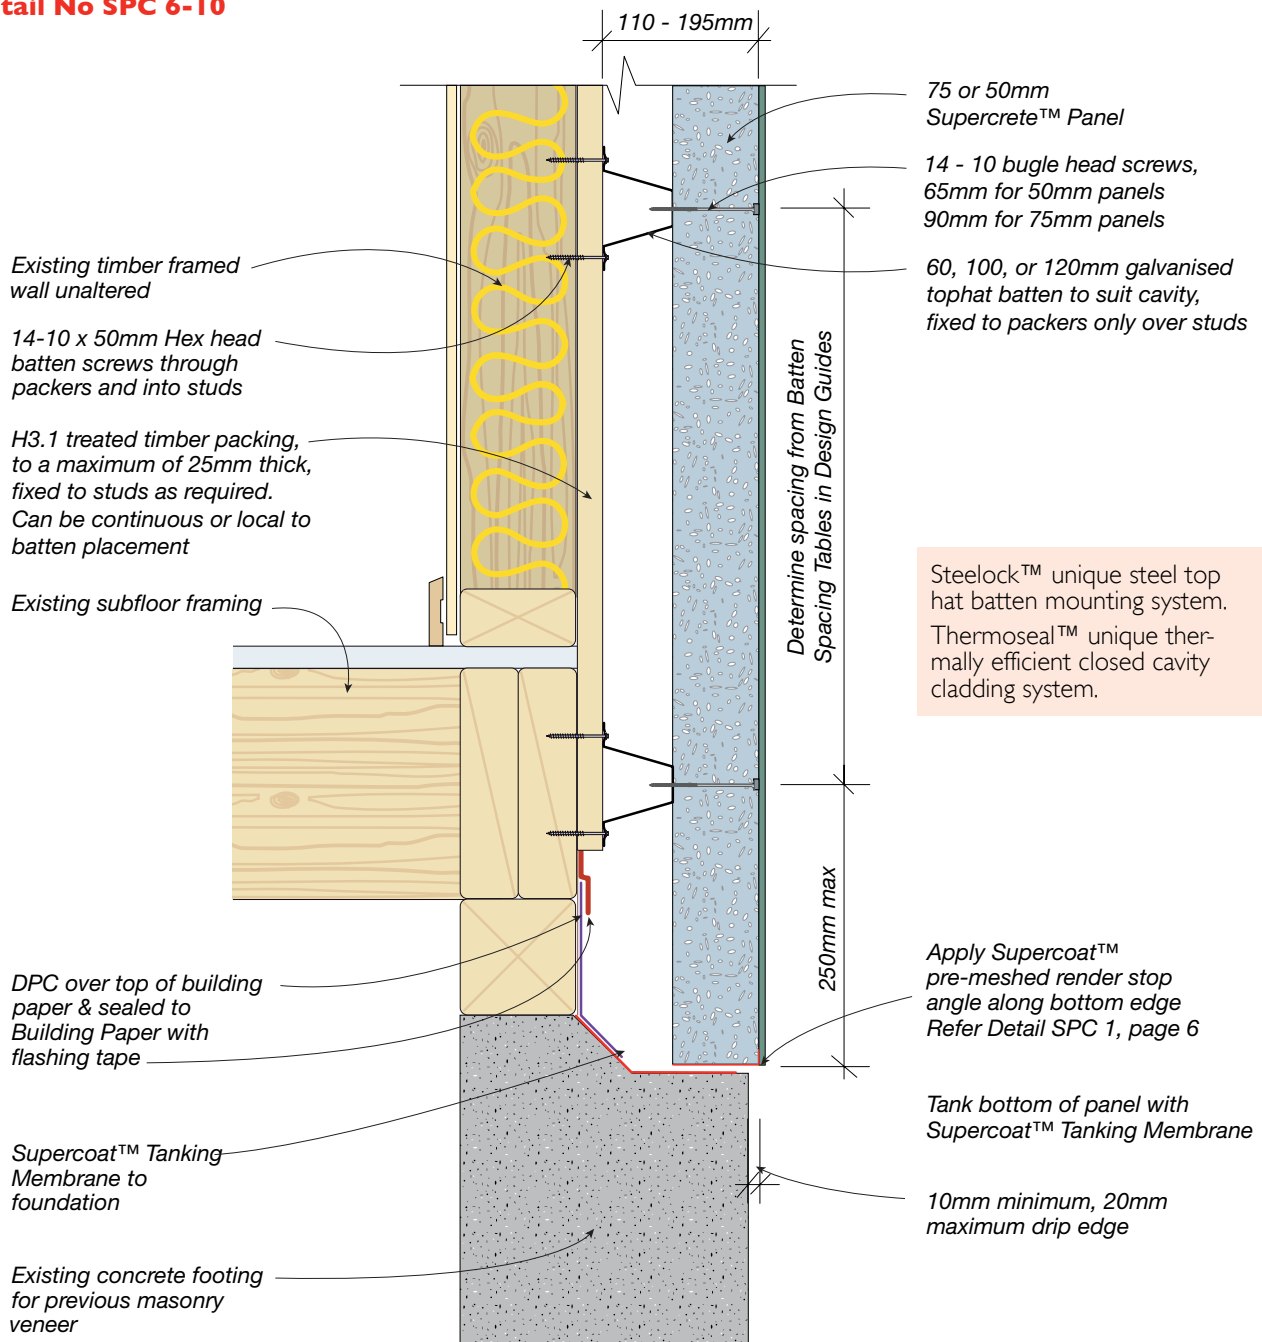 tail No SPC 6-10
110 - 195mm
75 or 50mm
Supercrete™ Panel
14 - 10 bugle head screws,
65mm for 50mm panels
90mm for 75mm panels
60, 100, or 120mm galvanised
tophat batten to suit cavity,
fixed to packers only over studs
Existing timber framed
wall unaltered
14-10 x 50mm Hex head
batten screws through
packers and into studs
H3.1 treated timber packing,
to a maximum of 25mm thick,
fixed to studs as required.
Can be continuous or local to
batten placement
Existing subfloor framing
Determine spacing from Batten
Spacing Tables in Design Guides
Steelock™ unique steel top
hat batten mounting system.
Thermoseal™ unique ther-
mally efficient closed cavity
cladding system.
250mm max
DPC over top of building
paper & sealed to
Building Paper with
flashing tape
Apply Supercoat™
pre-meshed render stop
angle along bottom edge
Refer Detail SPC 1, page 6
Tank bottom of panel with
Supercoat™ Tanking Membrane
Supercoat™ Tanking
Membrane to
foundation
10mm minimum, 20mm
maximum drip edge
Existing concrete footing
for previous masonry
veneer